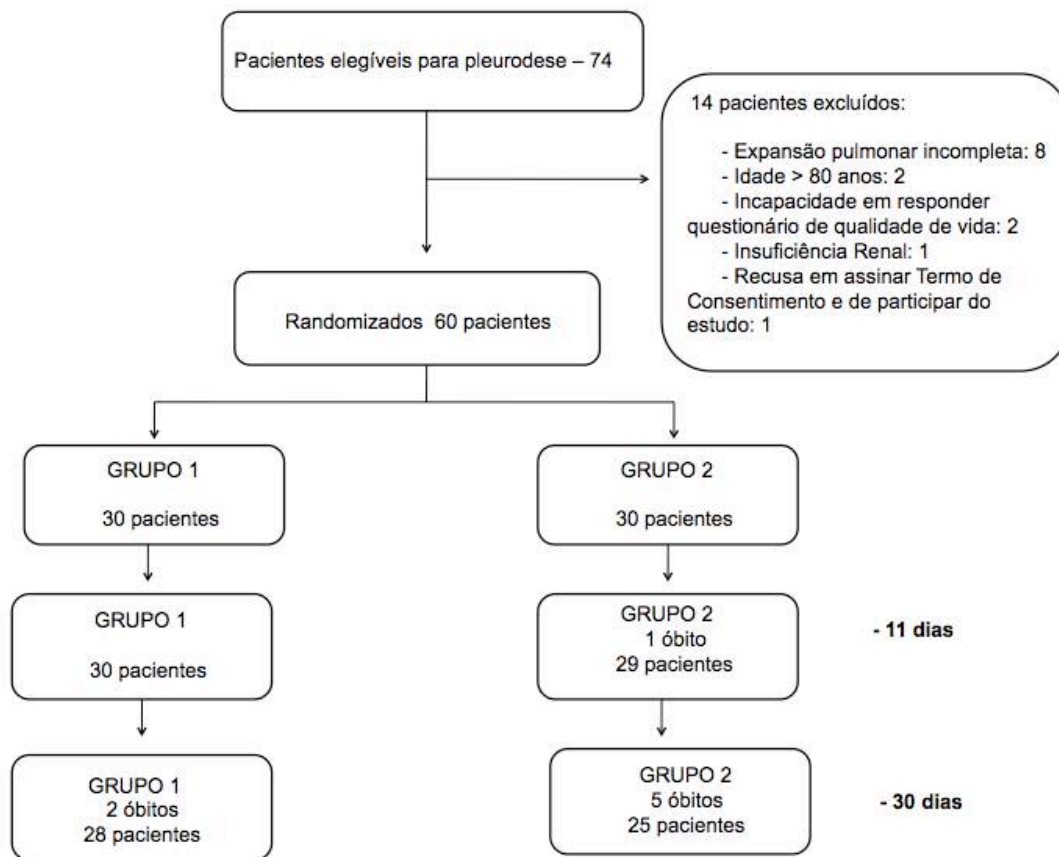 Pacientes elegíveis para pleurodese – 74
14 pacientes excluídos:
- Expansão pulmonar incompleta: 8
- Idade > 80 anos: 2
- Incapacidade em responder
questionário de qualidade de vida: 2
- Insuficiência Renal: 1
- Recusa em assinar Termo de
Consentimento e de participar do
estudo: 1
Randomizados 60 pacientes
GRUPO 1
30 pacientes
GRUPO 2
30 pacientes
GRUPO 1
30 pacientes
GRUPO 2
1 óbito
29 pacientes
- 11 dias
GRUPO 1
2 óbitos
28 pacientes
GRUPO 2
5 óbitos
25 pacientes
- 30 dias